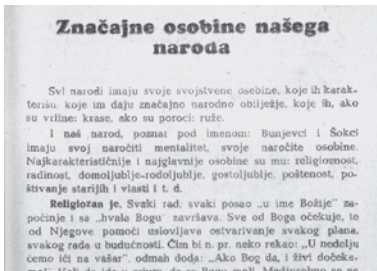 Značajne osobine našega
naroda
Svi narodi imaju svoje svojstvene osobine, koje ih karak-
terišu, koje im daju značajno narodno obilježje, koje ih, ako
su vrline: krase, ako su poroci: ruže.
I naš narod, poznat pod imenom: Bunjevci i Šokci
imaju svoj naročiti mentalitet, svoje naročite osobine.
Najkarakterističnije i najglavnije osobine su mu: religioznost,
radinost, domoljublje-rodoljublje, gostoljublje, poštenost, po-
štivanje starijih i vlasti i t. d.
Religiozan je. Svaki rad, svaki posao „u ime Božije" za-
počinje i sa „hvala Bogu" završava. Sve od Boga očekuje, te
od Njegove pomoći uslovljava ostvarivanje svakog plana,
svakog rada u budućnosti. Čim bi n. pr. neko rekao: „U nedelju
ćemo ići na vašar", odmah doda: „Ako Bog da, i živi dočeka-